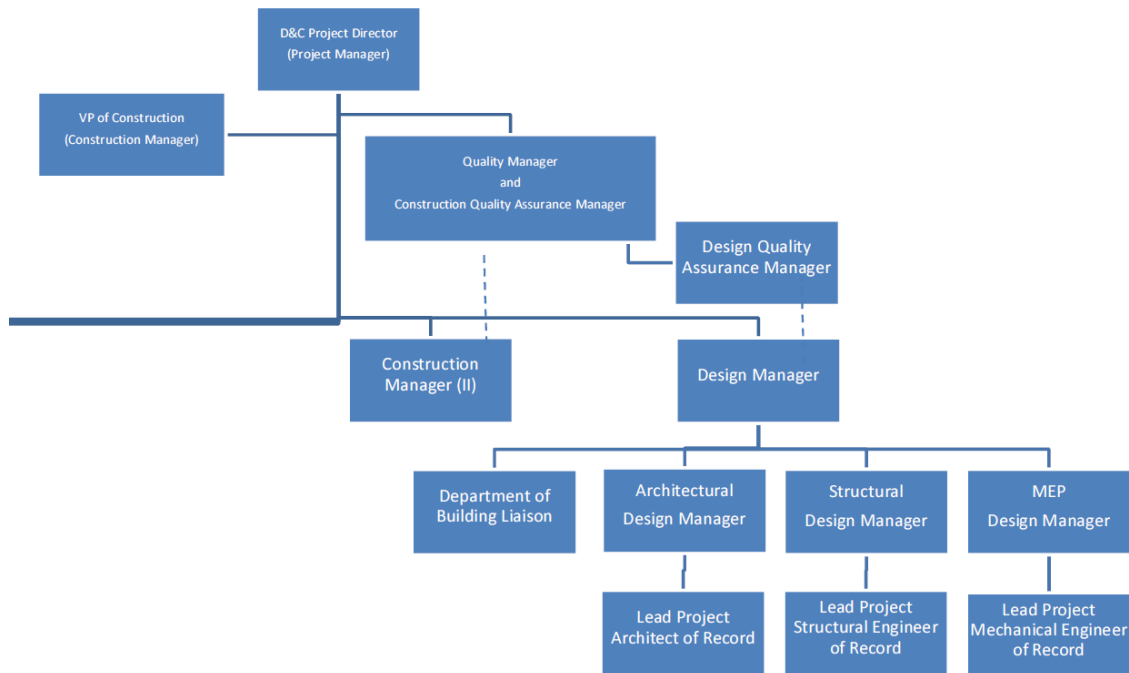 D&C Project Director
(Project Manager)
VP of Construction
(Construction Manager)
Quality Manager
and
Construction Quality Assurance Manager
Design Quality
Assurance Manager
Construction
Manager (II)
Design Manager
Department of
Building Liaison
Architectural
Design Manager
Structural
Design Manager
MEP
Design Manager
Lead Project
Architect of Record
Lead Project
Structural Engineer
of Record
Lead Project
Mechanical Engineer
of Record